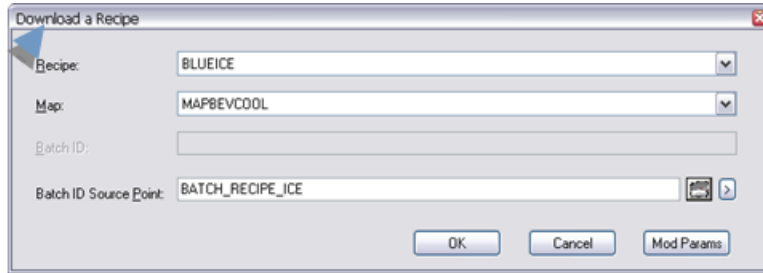 Download a Recipe
Recipe: BLUEICE
Map: MAPBEVCOOL
Batch ID:
Batch ID Source Point: BATCH_RECIPE_ICE
OK Cancel Mod Params